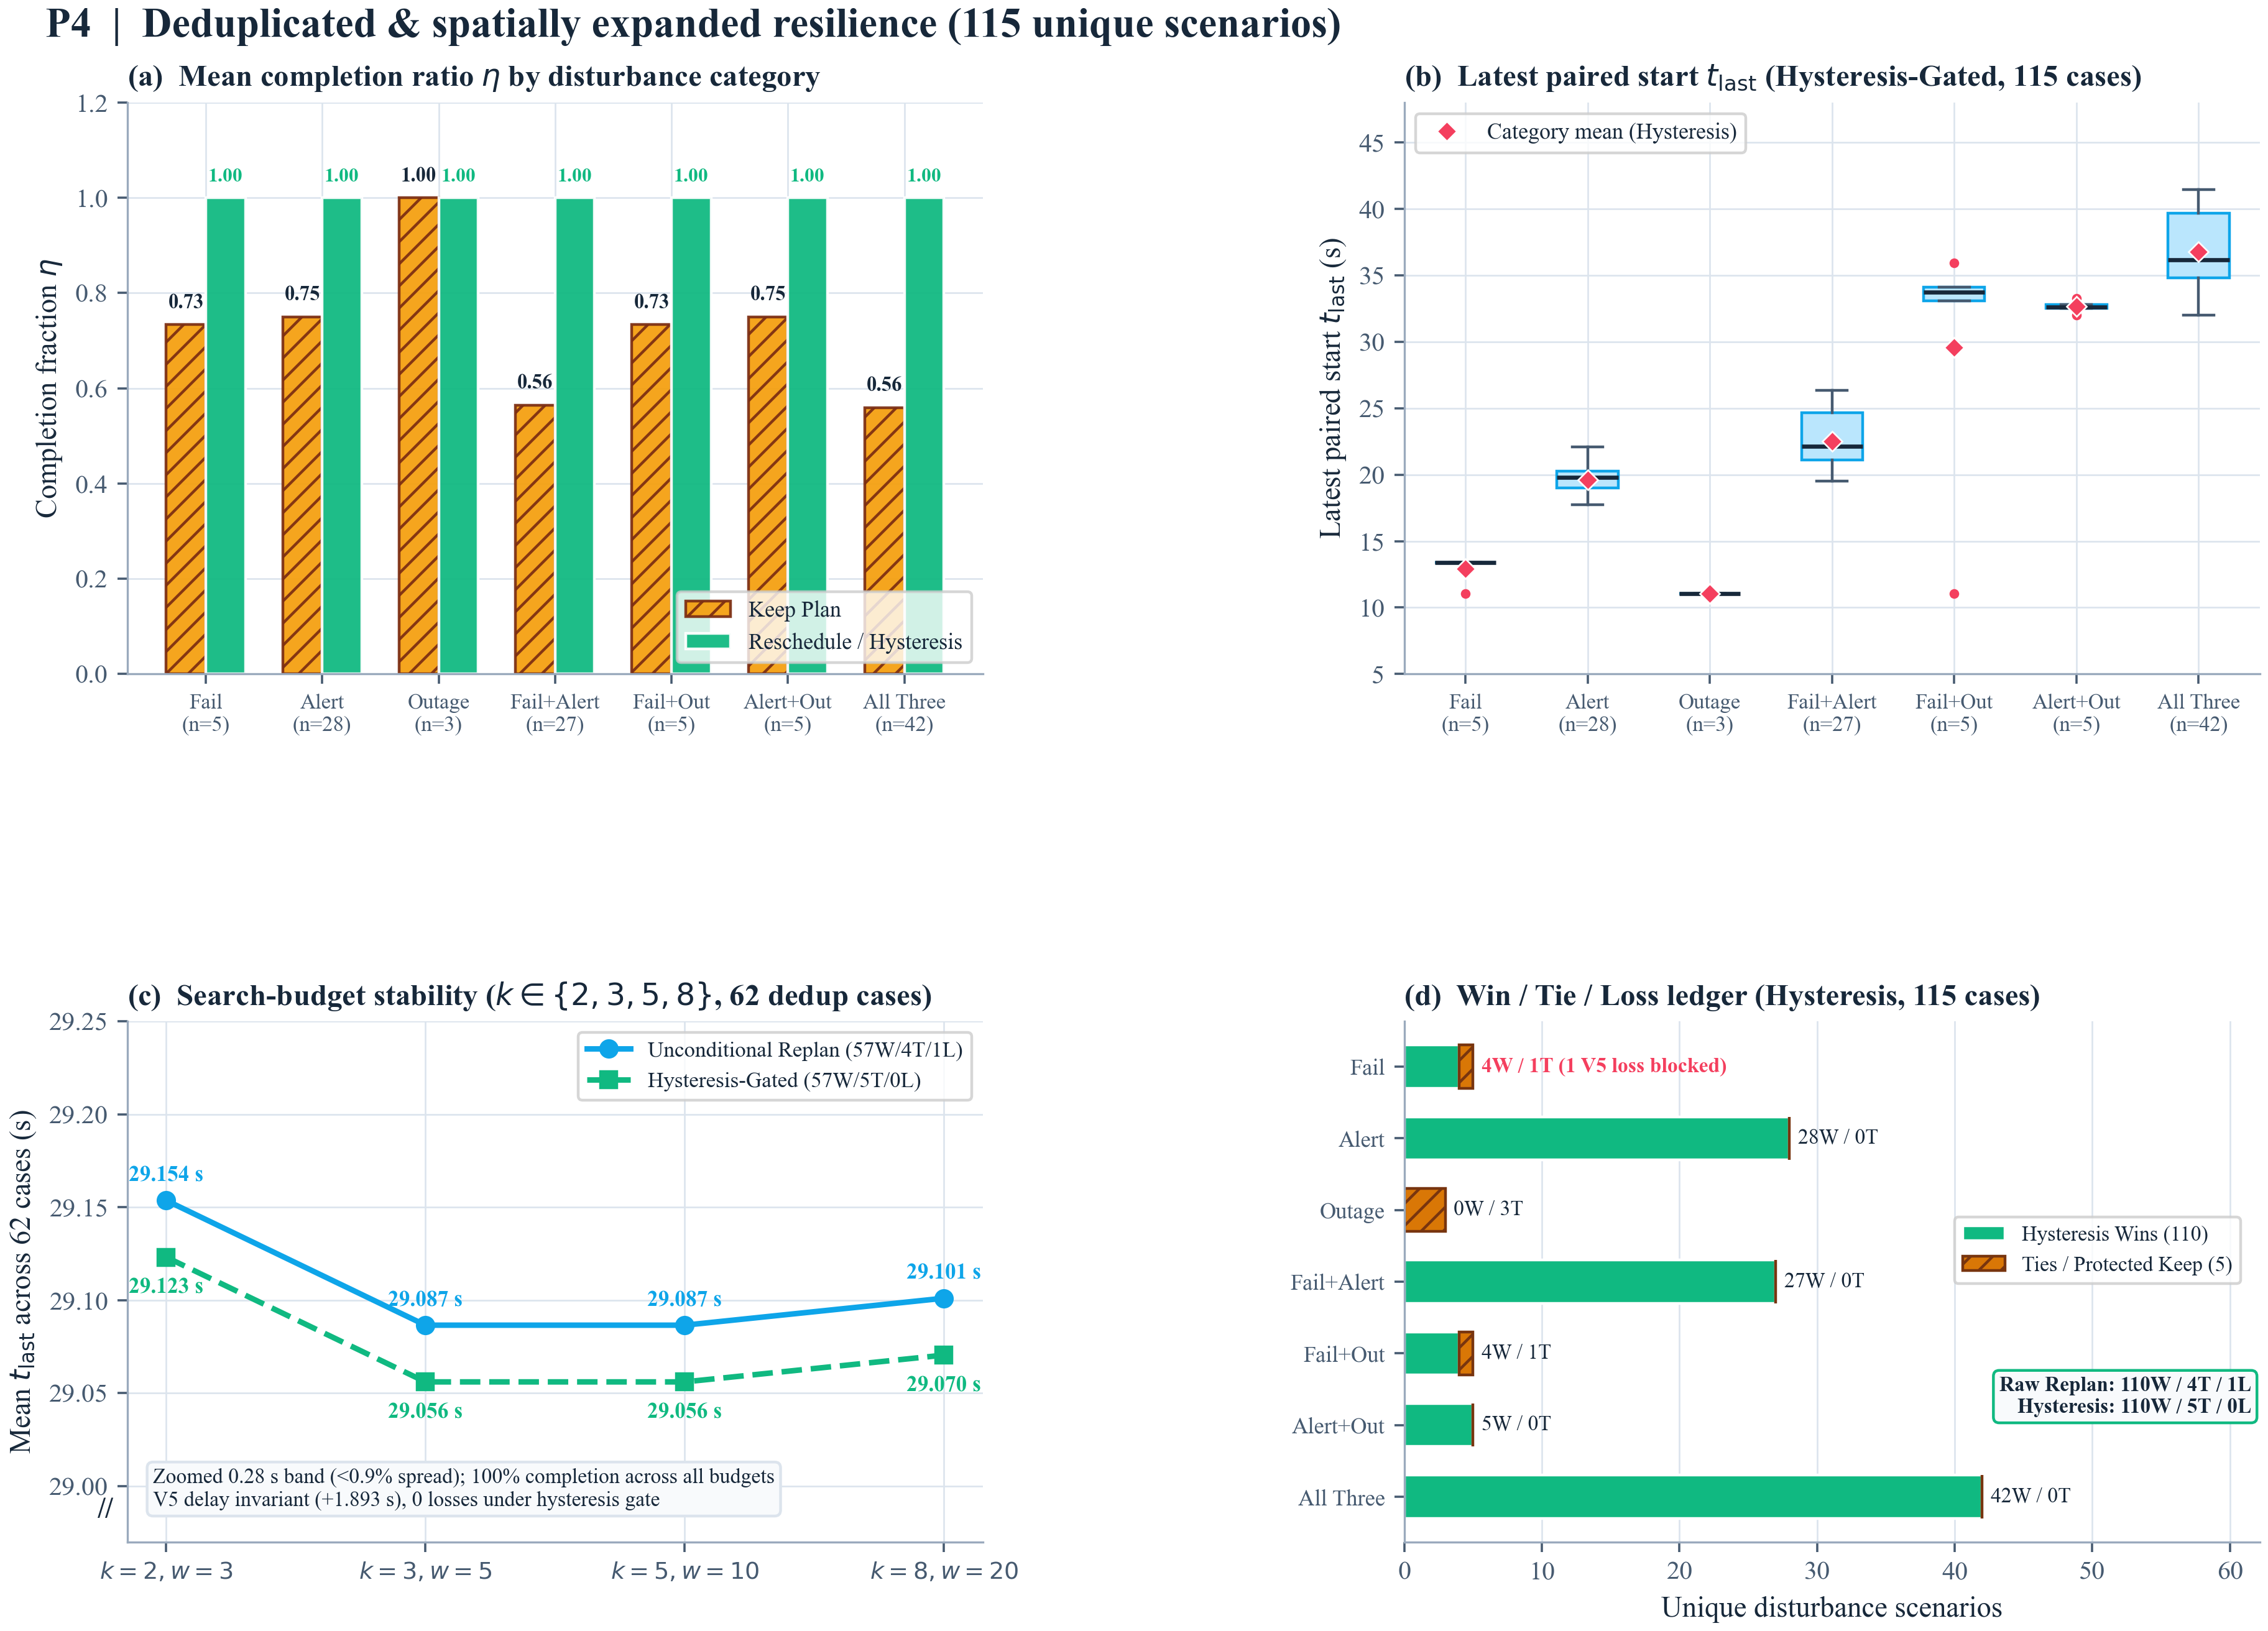 P4 | Deduplicated & spatially expanded resilience (115 unique scenarios)
(a) Mean completion ratio η by disturbance category
Completion fraction η
1.2
1.0
0.8
0.6
0.4
0.2
0.0
0.73
1.00
0.75
1.00
1.00
1.00
0.56
1.00
0.73
1.00
0.75
1.00
0.56
1.00
Keep Plan
Reschedule / Hysteresis
Fail
(n=5)
Alert
(n=28)
Outage
(n=3)
Fail+Alert
(n=27)
Fail+Out
(n=5)
Alert+Out
(n=5)
All Three
(n=42)
(b) Latest paired start t_last (Hysteresis-Gated, 115 cases)
Latest paired start t_last (s)
Category mean (Hysteresis)
45
40
35
30
25
20
15
10
5
Fail
(n=5)
Alert
(n=28)
Outage
(n=3)
Fail+Alert
(n=27)
Fail+Out
(n=5)
Alert+Out
(n=5)
All Three
(n=42)
(c) Search-budget stability (k ∈ {2, 3, 5, 8}, 62 dedup cases)
Mean t_last across 62 cases (s)
29.25
29.20
29.15
29.10
29.05
29.00
//
Unconditional Replan (57W/4T/1L)
Hysteresis-Gated (57W/5T/0L)
29.154 s
29.087 s
29.087 s
29.101 s
29.123 s
29.056 s
29.056 s
29.070 s
Zoomed 0.28 s band (<0.9% spread); 100% completion across all budgets
V5 delay invariant (+1.893 s), 0 losses under hysteresis gate
k = 2, w = 3
k = 3, w = 5
k = 5, w = 10
k = 8, w = 20
(d) Win / Tie / Loss ledger (Hysteresis, 115 cases)
Fail
4W / 1T (1 V5 loss blocked)
Alert
28W / 0T
Outage
0W / 3T
Fail+Alert
27W / 0T
Fail+Out
4W / 1T
Alert+Out
5W / 0T
All Three
42W / 0T
Hysteresis Wins (110)
Ties / Protected Keep (5)
Raw Replan: 110W / 4T / 1L
Hysteresis: 110W / 5T / 0L
0
10
20
30
40
50
60
Unique disturbance scenarios